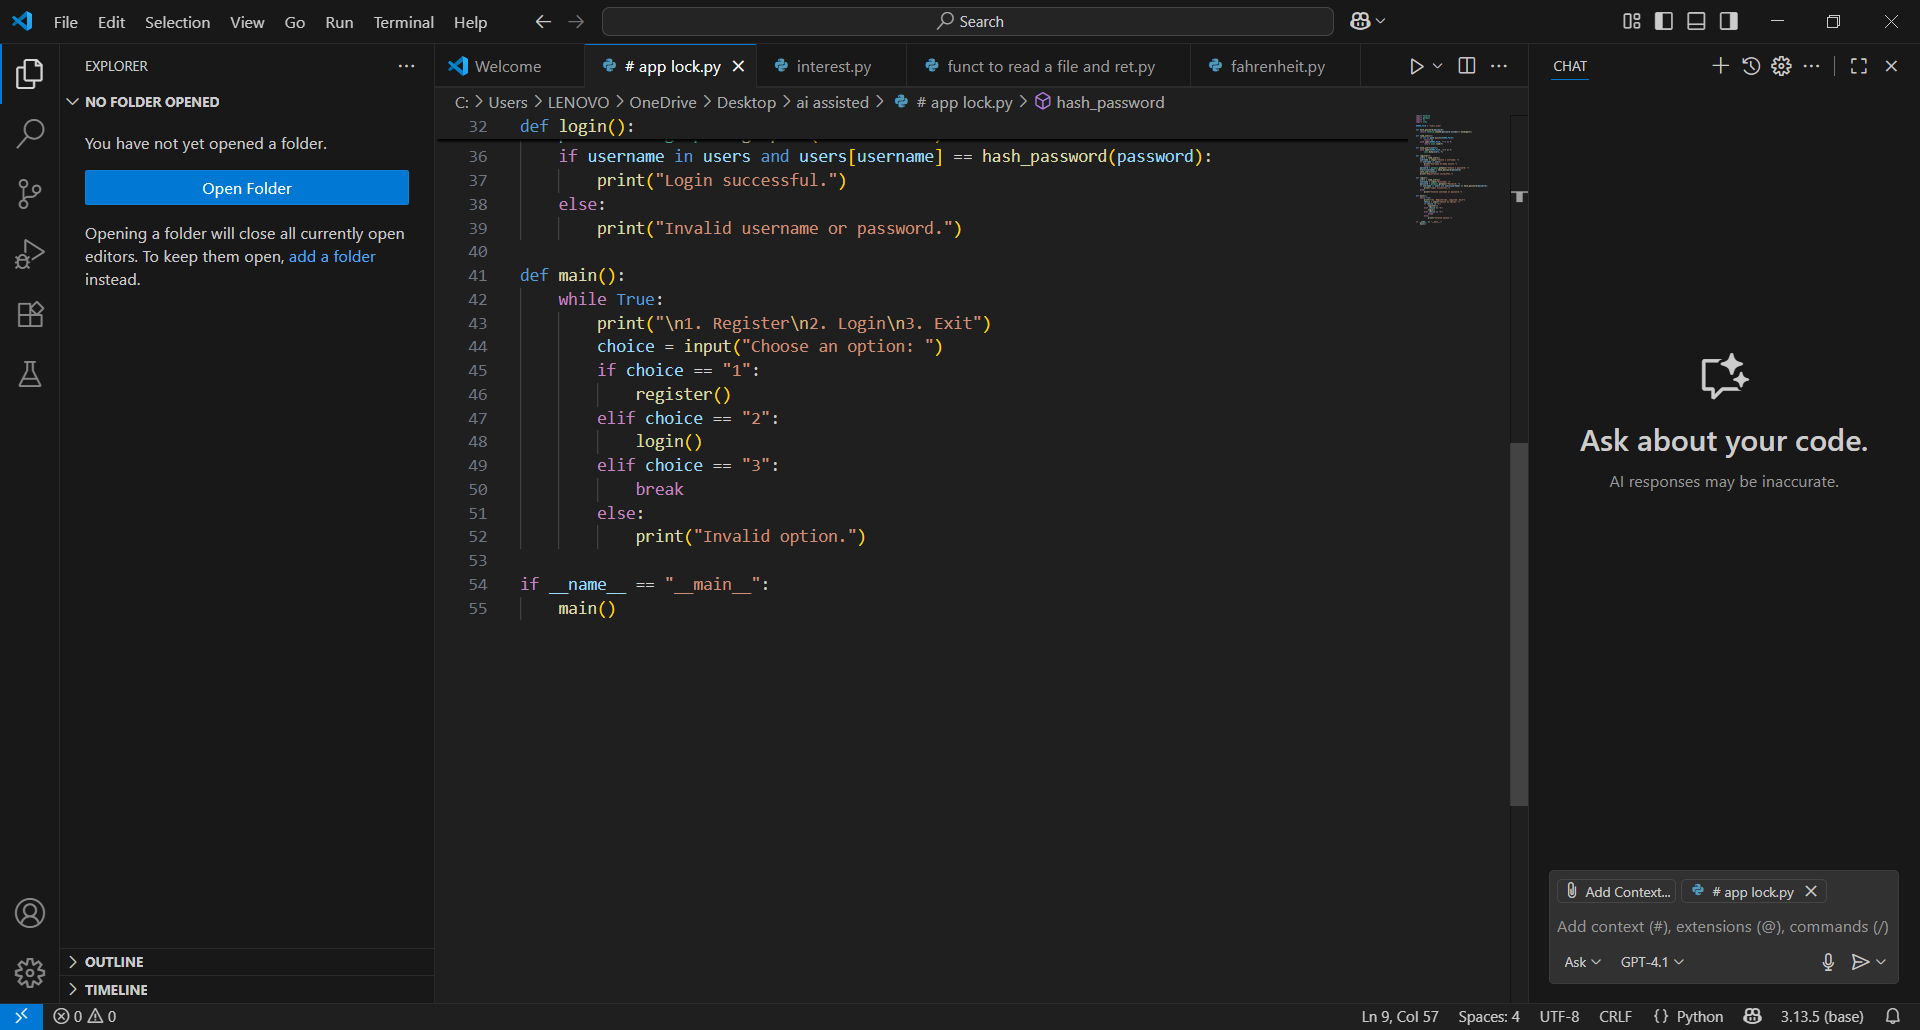 File Edit Selection View Go Run Terminal Help
Search
EXPLORER
NO FOLDER OPENED
You have not yet opened a folder.
Open Folder
Opening a folder will close all currently open
editors. To keep them open, add a folder
instead.
OUTLINE
TIMELINE
Welcome
# app lock.py
interest.py
funct to read a file and ret.py
fahrenheit.py
C: > Users > LENOVO > OneDrive > Desktop > ai assisted > # app lock.py > hash_password
32 def login():
36     if username in users and users[username] == hash_password(password):
37         print("Login successful.")
38     else:
39         print("Invalid username or password.")
40
41 def main():
42     while True:
43         print("\n1. Register\n2. Login\n3. Exit")
44         choice = input("Choose an option: ")
45         if choice == "1":
46             register()
47         elif choice == "2":
48             login()
49         elif choice == "3":
50             break
51         else:
52             print("Invalid option.")
53
54 if __name__ == "__main__":
55     main()
CHAT
Ask about your code.
AI responses may be inaccurate.
Add Context...
# app lock.py
Add context (#), extensions (@), commands (/)
Ask
GPT-4.1
0 0
Ln 9, Col 57
Spaces: 4
UTF-8
CRLF
{ } Python
3.13.5 (base)